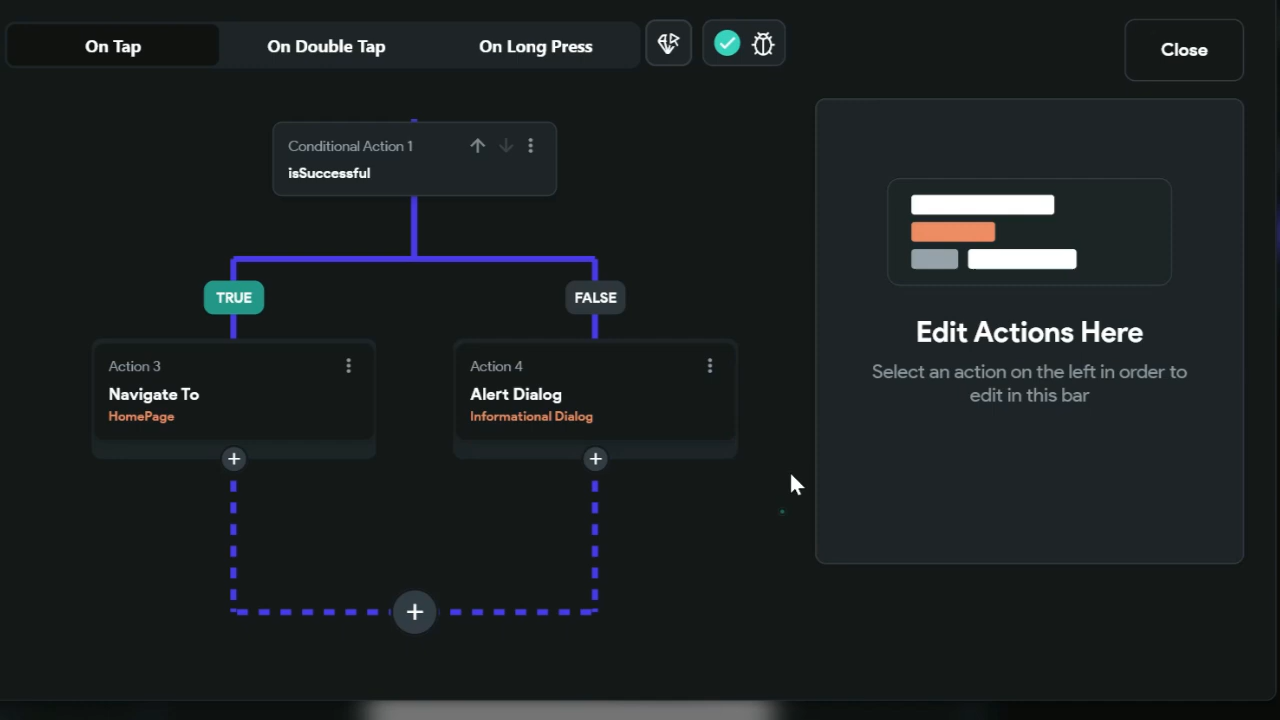 On Tap
On Double Tap
On Long Press
Close
Conditional Action 1
isSuccessful
TRUE
FALSE
Action 3
Navigate To
HomePage
Action 4
Alert Dialog
Informational Dialog
Edit Actions Here
Select an action on the left in order to
edit in this bar